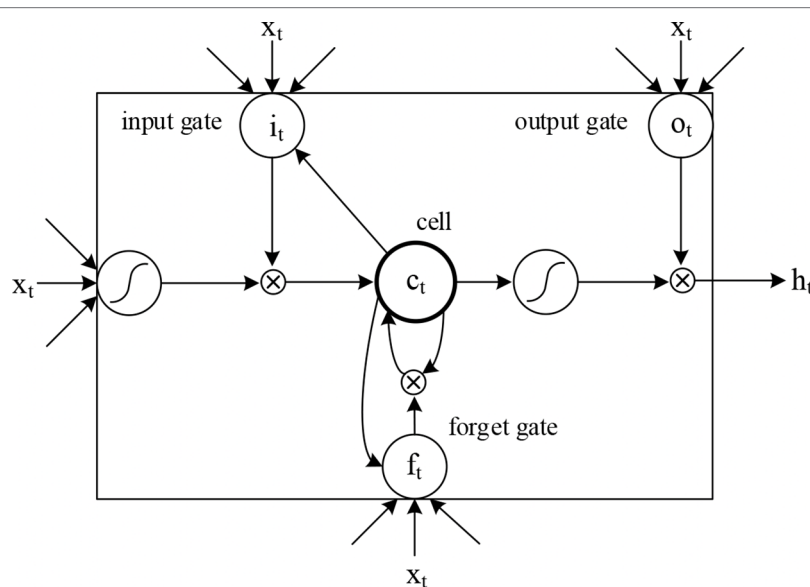 xₜ xₜ
input gate iₜ output gate oₜ
cell
xₜ cₜ hₜ
forget gate
fₜ
xₜ